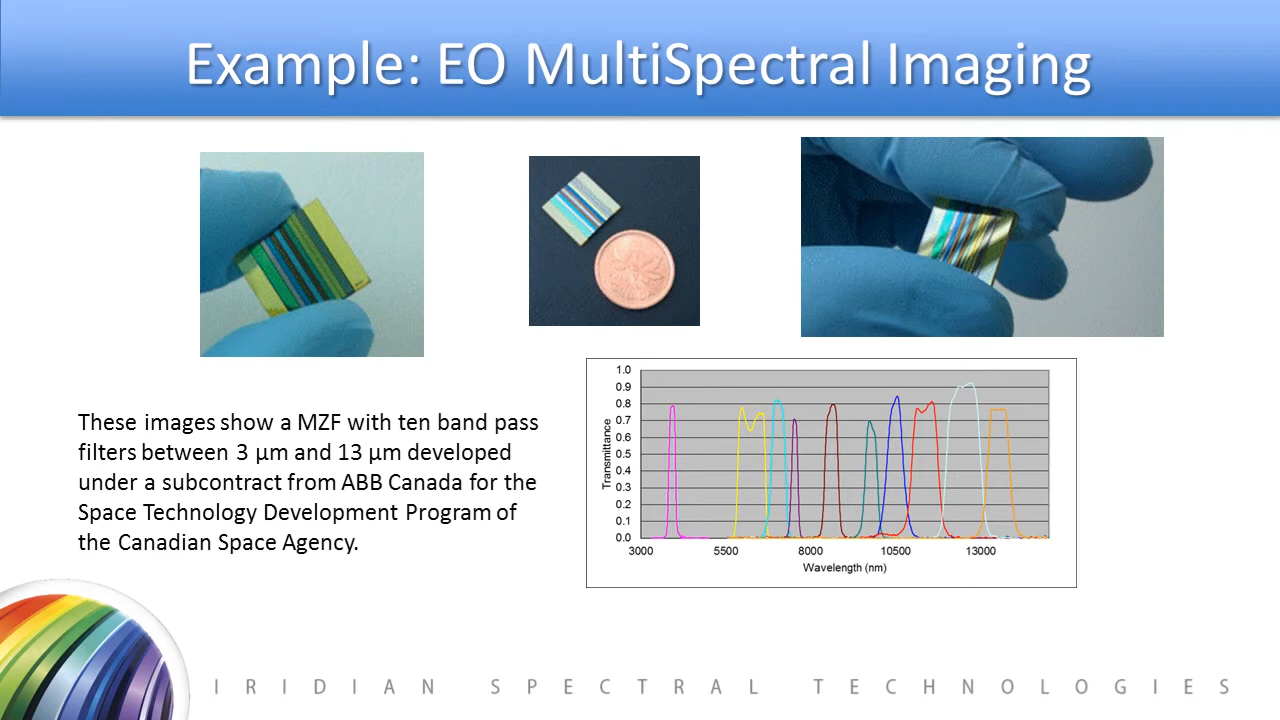 Example: EO MultiSpectral Imaging
These images show a MZF with ten band pass
filters between 3 µm and 13 µm developed
under a subcontract from ABB Canada for the
Space Technology Development Program of
the Canadian Space Agency.
1.0
0.9
0.8
0.7
0.6
0.5
0.4
0.3
0.2
0.1
0.0
Transmittance
3000 5500 8000 10500 13000
Wavelength (nm)
IRIDIAN SPECTRAL TECHNOLOGIES